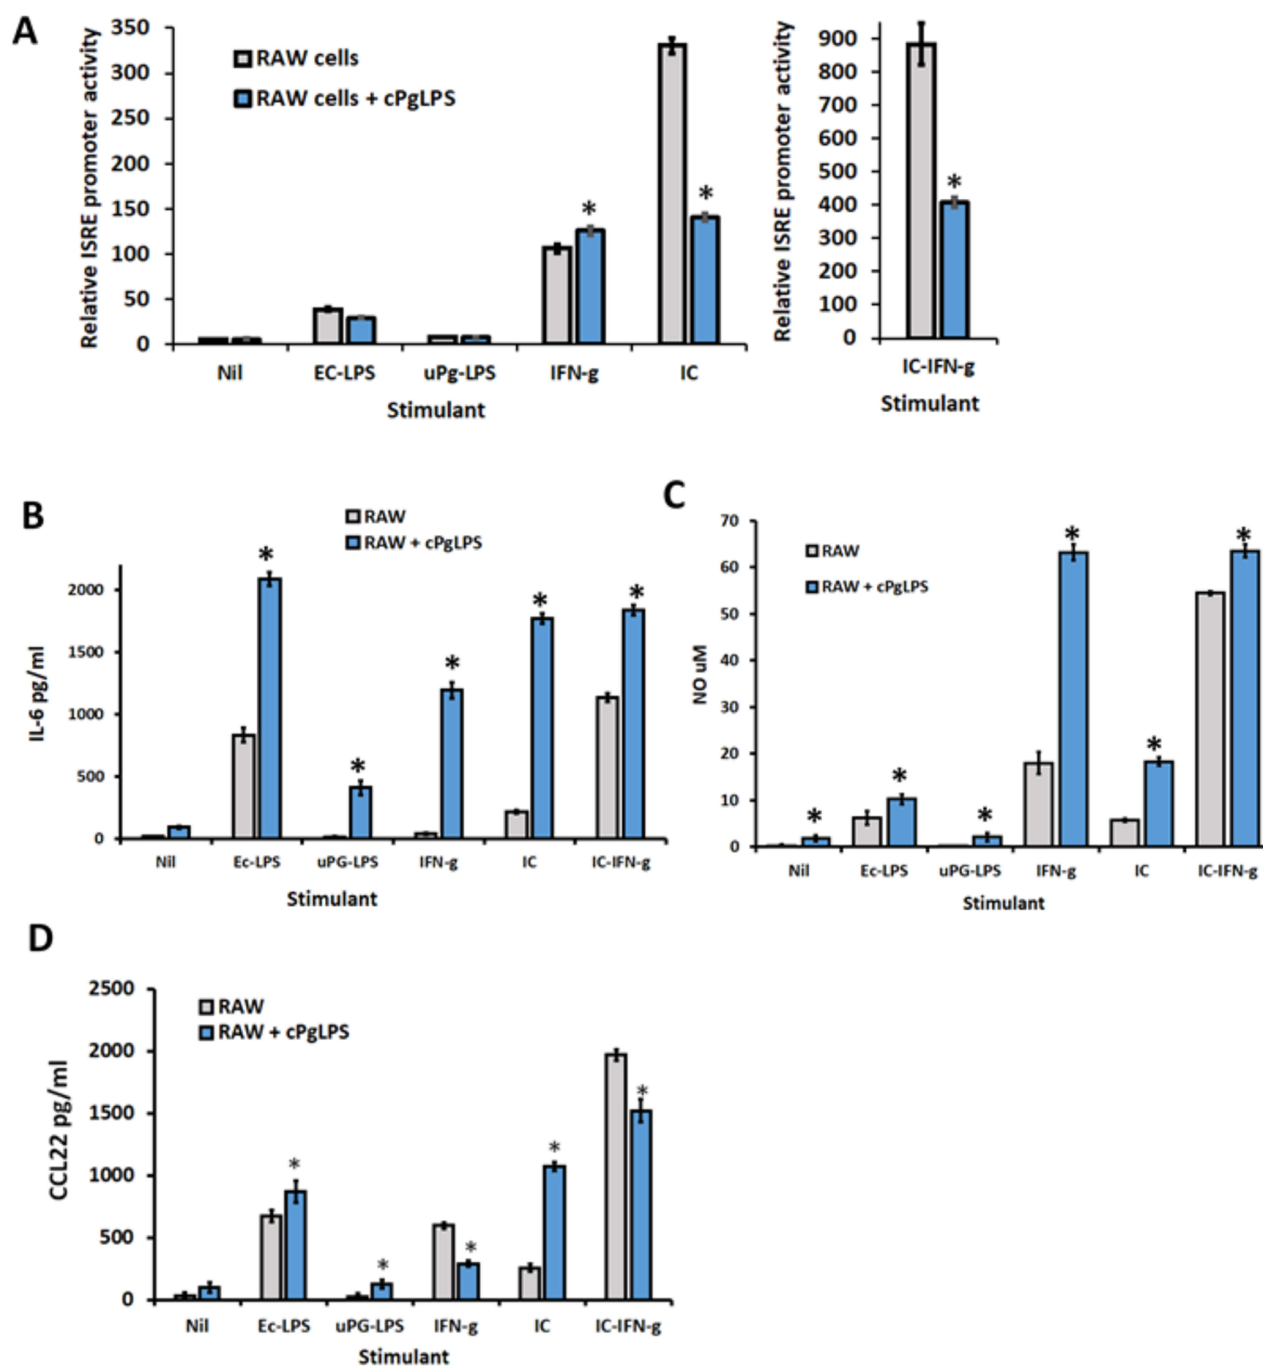 A
Relative ISRE promoter activity
350
300
250
200
150
100
50
0
RAW cells
RAW cells + cPgLPS
*
*
Nil EC-LPS uPg-LPS IFN-g IC
Stimulant
Relative ISRE promoter activity
900
800
700
600
500
400
300
200
100
0
*
IC-IFN-g
Stimulant
B
RAW
RAW + cPgLPS
IL-6 pg/ml
2000
1500
1000
500
0
*
*
*
*
*
Nil Ec-LPS uPG-LPS IFN-g IC IC-IFN-g
Stimulant
C
RAW
RAW + cPgLPS
NO uM
70
60
50
40
30
20
10
0
*
*
*
*
*
*
Nil Ec-LPS uPG-LPS IFN-g IC IC-IFN-g
Stimulant
D
RAW
RAW + cPgLPS
CCL22 pg/ml
2500
2000
1500
1000
500
0
*
*
*
*
*
Nil Ec-LPS uPG-LPS IFN-g IC IC-IFN-g
Stimulant